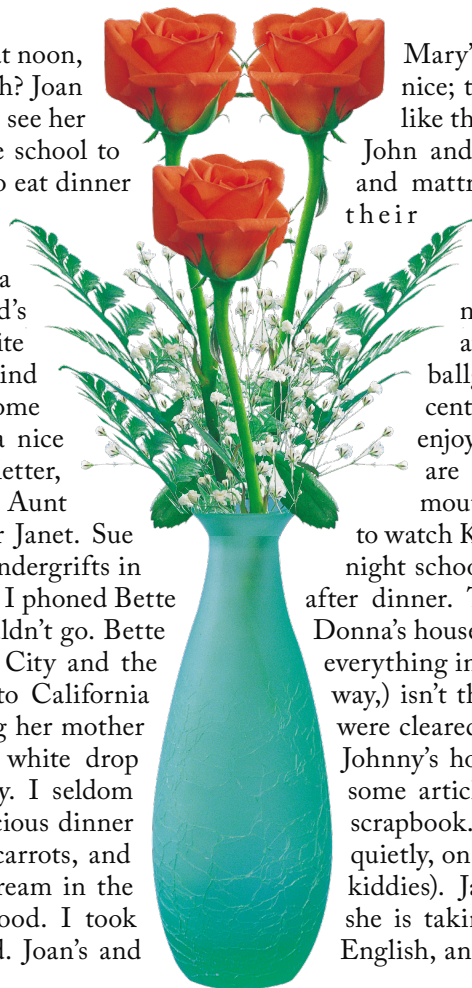 at noon,
h? Joan
see her
e school to
o eat dinner
a
d's
ite
ind
ome
a nice
letter,
Aunt
r Janet. Sue
ndergrifts in
I phoned Bette
ldn't go. Bette
City and the
to California
g her mother
white drop
y. I seldom
cious dinner
carrots, and
ream in the
ood. I took
d. Joan's and
Mary's
nice; t
like th
John and
and mattr
their
n
a
ball,
cent
enjoy
are
mout
to watch K
night schoo
after dinner. T
Donna's house
everything in
way,) isn't th
were cleared
Johnny's ho
some artic
scrapbook.
quietly, on
kiddies). Ja
she is takin
English, an